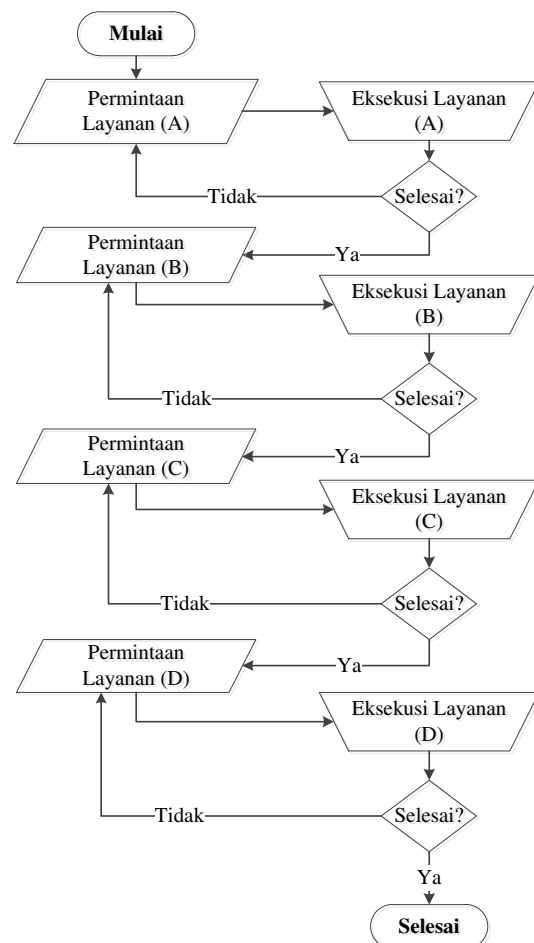 Mulai
Permintaan
Layanan (A)
Eksekusi Layanan
(A)
Selesai?
Tidak
Ya
Permintaan
Layanan (B)
Eksekusi Layanan
(B)
Selesai?
Tidak
Ya
Permintaan
Layanan (C)
Eksekusi Layanan
(C)
Selesai?
Tidak
Ya
Permintaan
Layanan (D)
Eksekusi Layanan
(D)
Selesai?
Tidak
Ya
Selesai